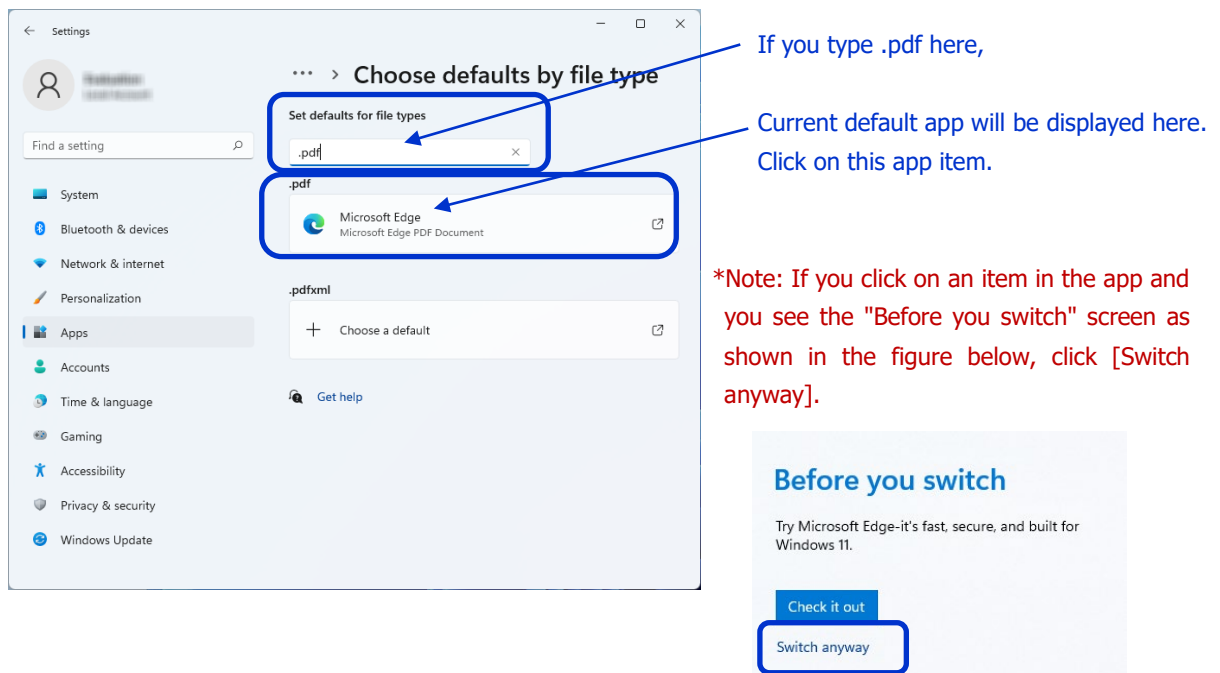 Settings
Choose defaults by file type
Set defaults for file types
Find a setting
.pdf
.pdf
System
Microsoft Edge
Microsoft Edge PDF Document
Bluetooth & devices
Network & internet
Personalization
.pdfxml
Apps
Choose a default
Accounts
Time & language
Get help
Gaming
Accessibility
Privacy & security
Windows Update
If you type .pdf here,
Current default app will be displayed here.
Click on this app item.
*Note: If you click on an item in the app and
you see the "Before you switch" screen as
shown in the figure below, click [Switch
anyway].
Before you switch
Try Microsoft Edge-it's fast, secure, and built for
Windows 11.
Check it out
Switch anyway